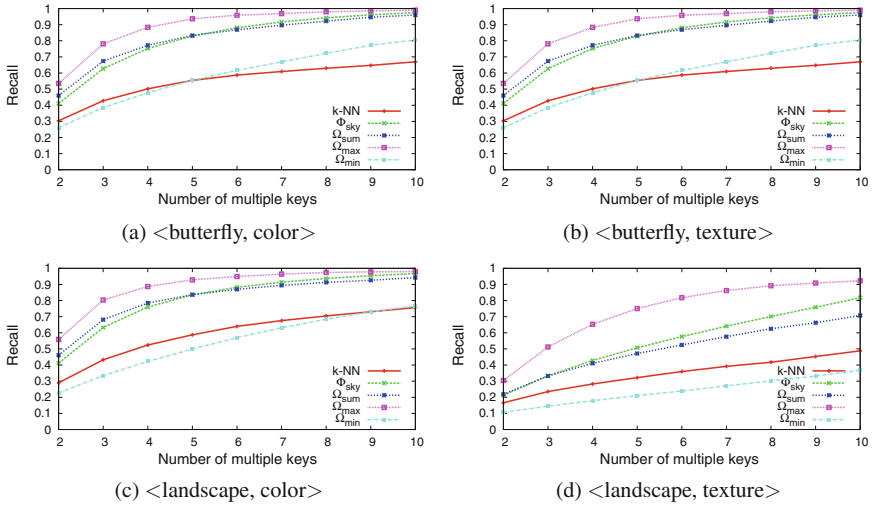 Recall
1
0.9
0.8
0.7
0.6
0.5
0.4
0.3
0.2
0.1
0
2 3 4 5 6 7 8 9 10
Number of multiple keys
k-NN
Φsky
Ωsum
Ωmax
Ωmin
(a) <butterfly, color>
Recall
1
0.9
0.8
0.7
0.6
0.5
0.4
0.3
0.2
0.1
0
2 3 4 5 6 7 8 9 10
Number of multiple keys
k-NN
Φsky
Ωsum
Ωmax
Ωmin
(b) <butterfly, texture>
Recall
1
0.9
0.8
0.7
0.6
0.5
0.4
0.3
0.2
0.1
0
2 3 4 5 6 7 8 9 10
Number of multiple keys
k-NN
Φsky
Ωsum
Ωmax
Ωmin
(c) <landscape, color>
Recall
1
0.9
0.8
0.7
0.6
0.5
0.4
0.3
0.2
0.1
0
2 3 4 5 6 7 8 9 10
Number of multiple keys
k-NN
Φsky
Ωsum
Ωmax
Ωmin
(d) <landscape, texture>